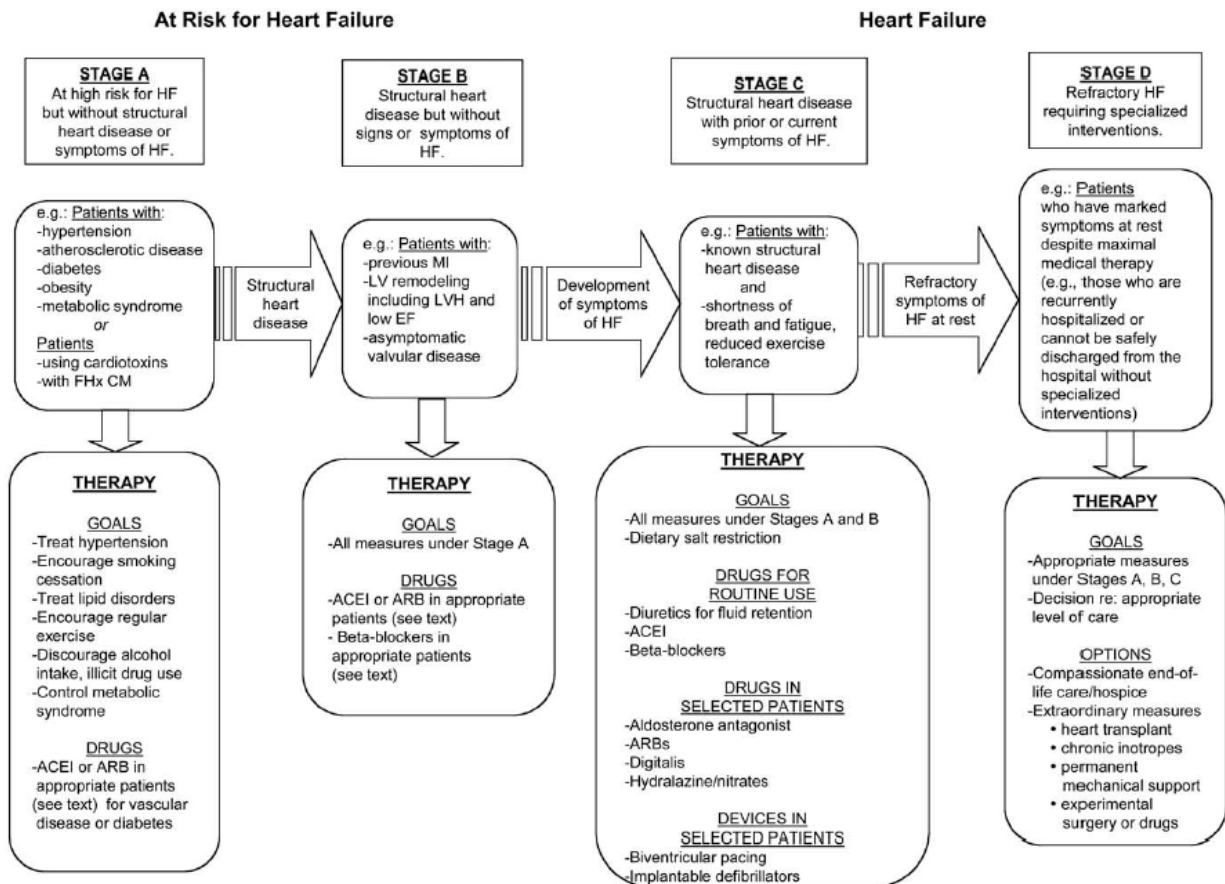 At Risk for Heart Failure
Heart Failure
STAGE A
At high risk for HF
but without structural
heart disease or
symptoms of HF.
STAGE B
Structural heart
disease but without
signs or symptoms of
HF.
STAGE C
Structural heart disease
with prior or current
symptoms of HF.
STAGE D
Refractory HF
requiring specialized
interventions.
e.g.: Patients with:
-hypertension
-atherosclerotic disease
-diabetes
-obesity
-metabolic syndrome
or
Patients
-using cardiotoxins
-with FHx CM
Structural
heart
disease
e.g.: Patients with:
-previous MI
-LV remodeling
including LVH and
low EF
-asymptomatic
valvular disease
Development
of symptoms
of HF
e.g.: Patients with:
-known structural
heart disease
and
-shortness of
breath and fatigue,
reduced exercise
tolerance
Refractory
symptoms of
HF at rest
e.g.: Patients
who have marked
symptoms at rest
despite maximal
medical therapy
(e.g., those who are
recurrently
hospitalized or
cannot be safely
discharged from the
hospital without
specialized
interventions)
THERAPY
GOALS
-Treat hypertension
-Encourage smoking
cessation
-Treat lipid disorders
-Encourage regular
exercise
-Discourage alcohol
intake, illicit drug use
-Control metabolic
syndrome
DRUGS
-ACEI or ARB in
appropriate patients
(see text) for vascular
disease or diabetes
THERAPY
GOALS
-All measures under Stage A
DRUGS
-ACEI or ARB in appropriate
patients (see text)
- Beta-blockers in
appropriate patients
(see text)
THERAPY
GOALS
-All measures under Stages A and B
-Dietary salt restriction
DRUGS FOR
ROUTINE USE
-Diuretics for fluid retention
-ACEI
-Beta-blockers
DRUGS IN
SELECTED PATIENTS
-Aldosterone antagonist
-ARBs
-Digitalis
-Hydralazine/nitrates
DEVICES IN
SELECTED PATIENTS
-Biventricular pacing
-Implantable defibrillators
THERAPY
GOALS
-Appropriate measures
under Stages A, B, C
-Decision re: appropriate
level of care
OPTIONS
-Compassionate end-of-
life care/hospice
-Extraordinary measures
• heart transplant
• chronic inotropes
• permanent
mechanical support
• experimental
surgery or drugs